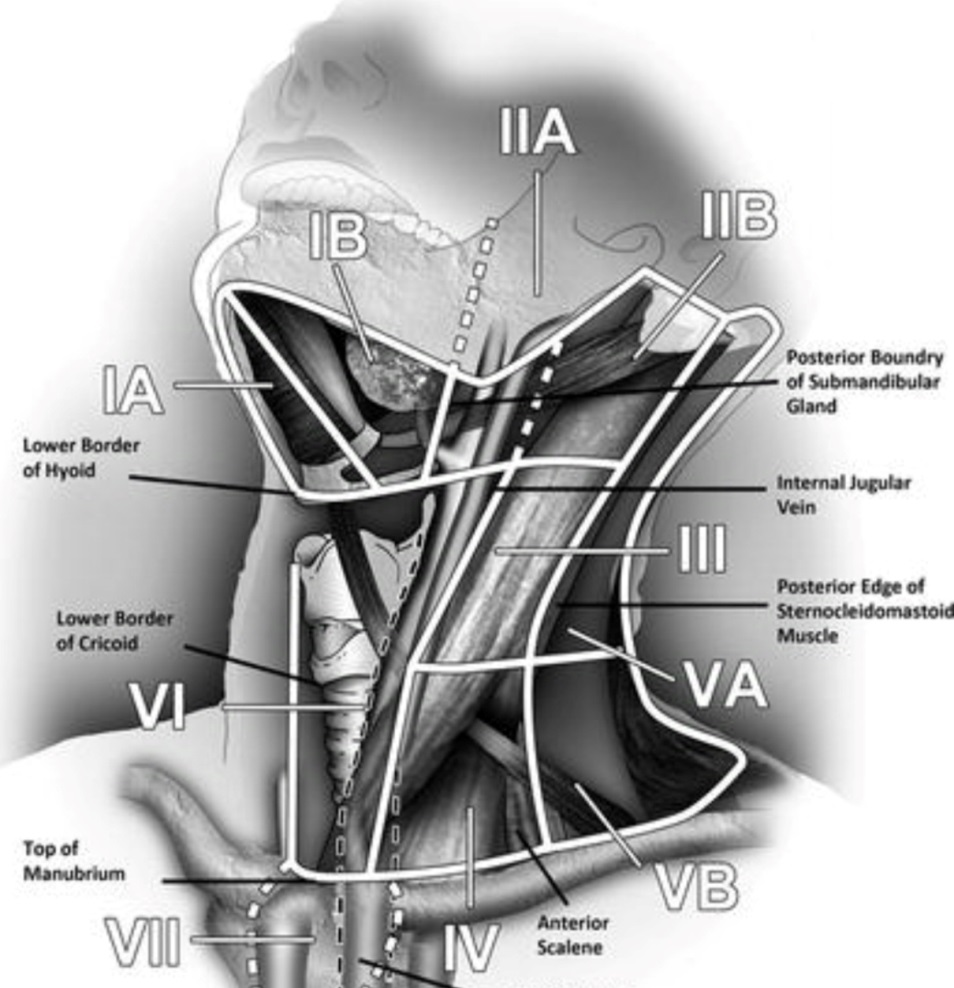 IIA
IIB
IB
IA
Posterior Boundry
of Submandibular
Gland
Lower Border
of Hyoid
Internal Jugular
Vein
III
Posterior Edge of
Sternocleidomastoid
Muscle
Lower Border
of Cricoid
VA
VI
Top of
Manubrium
VB
Anterior
Scalene
VII
IV